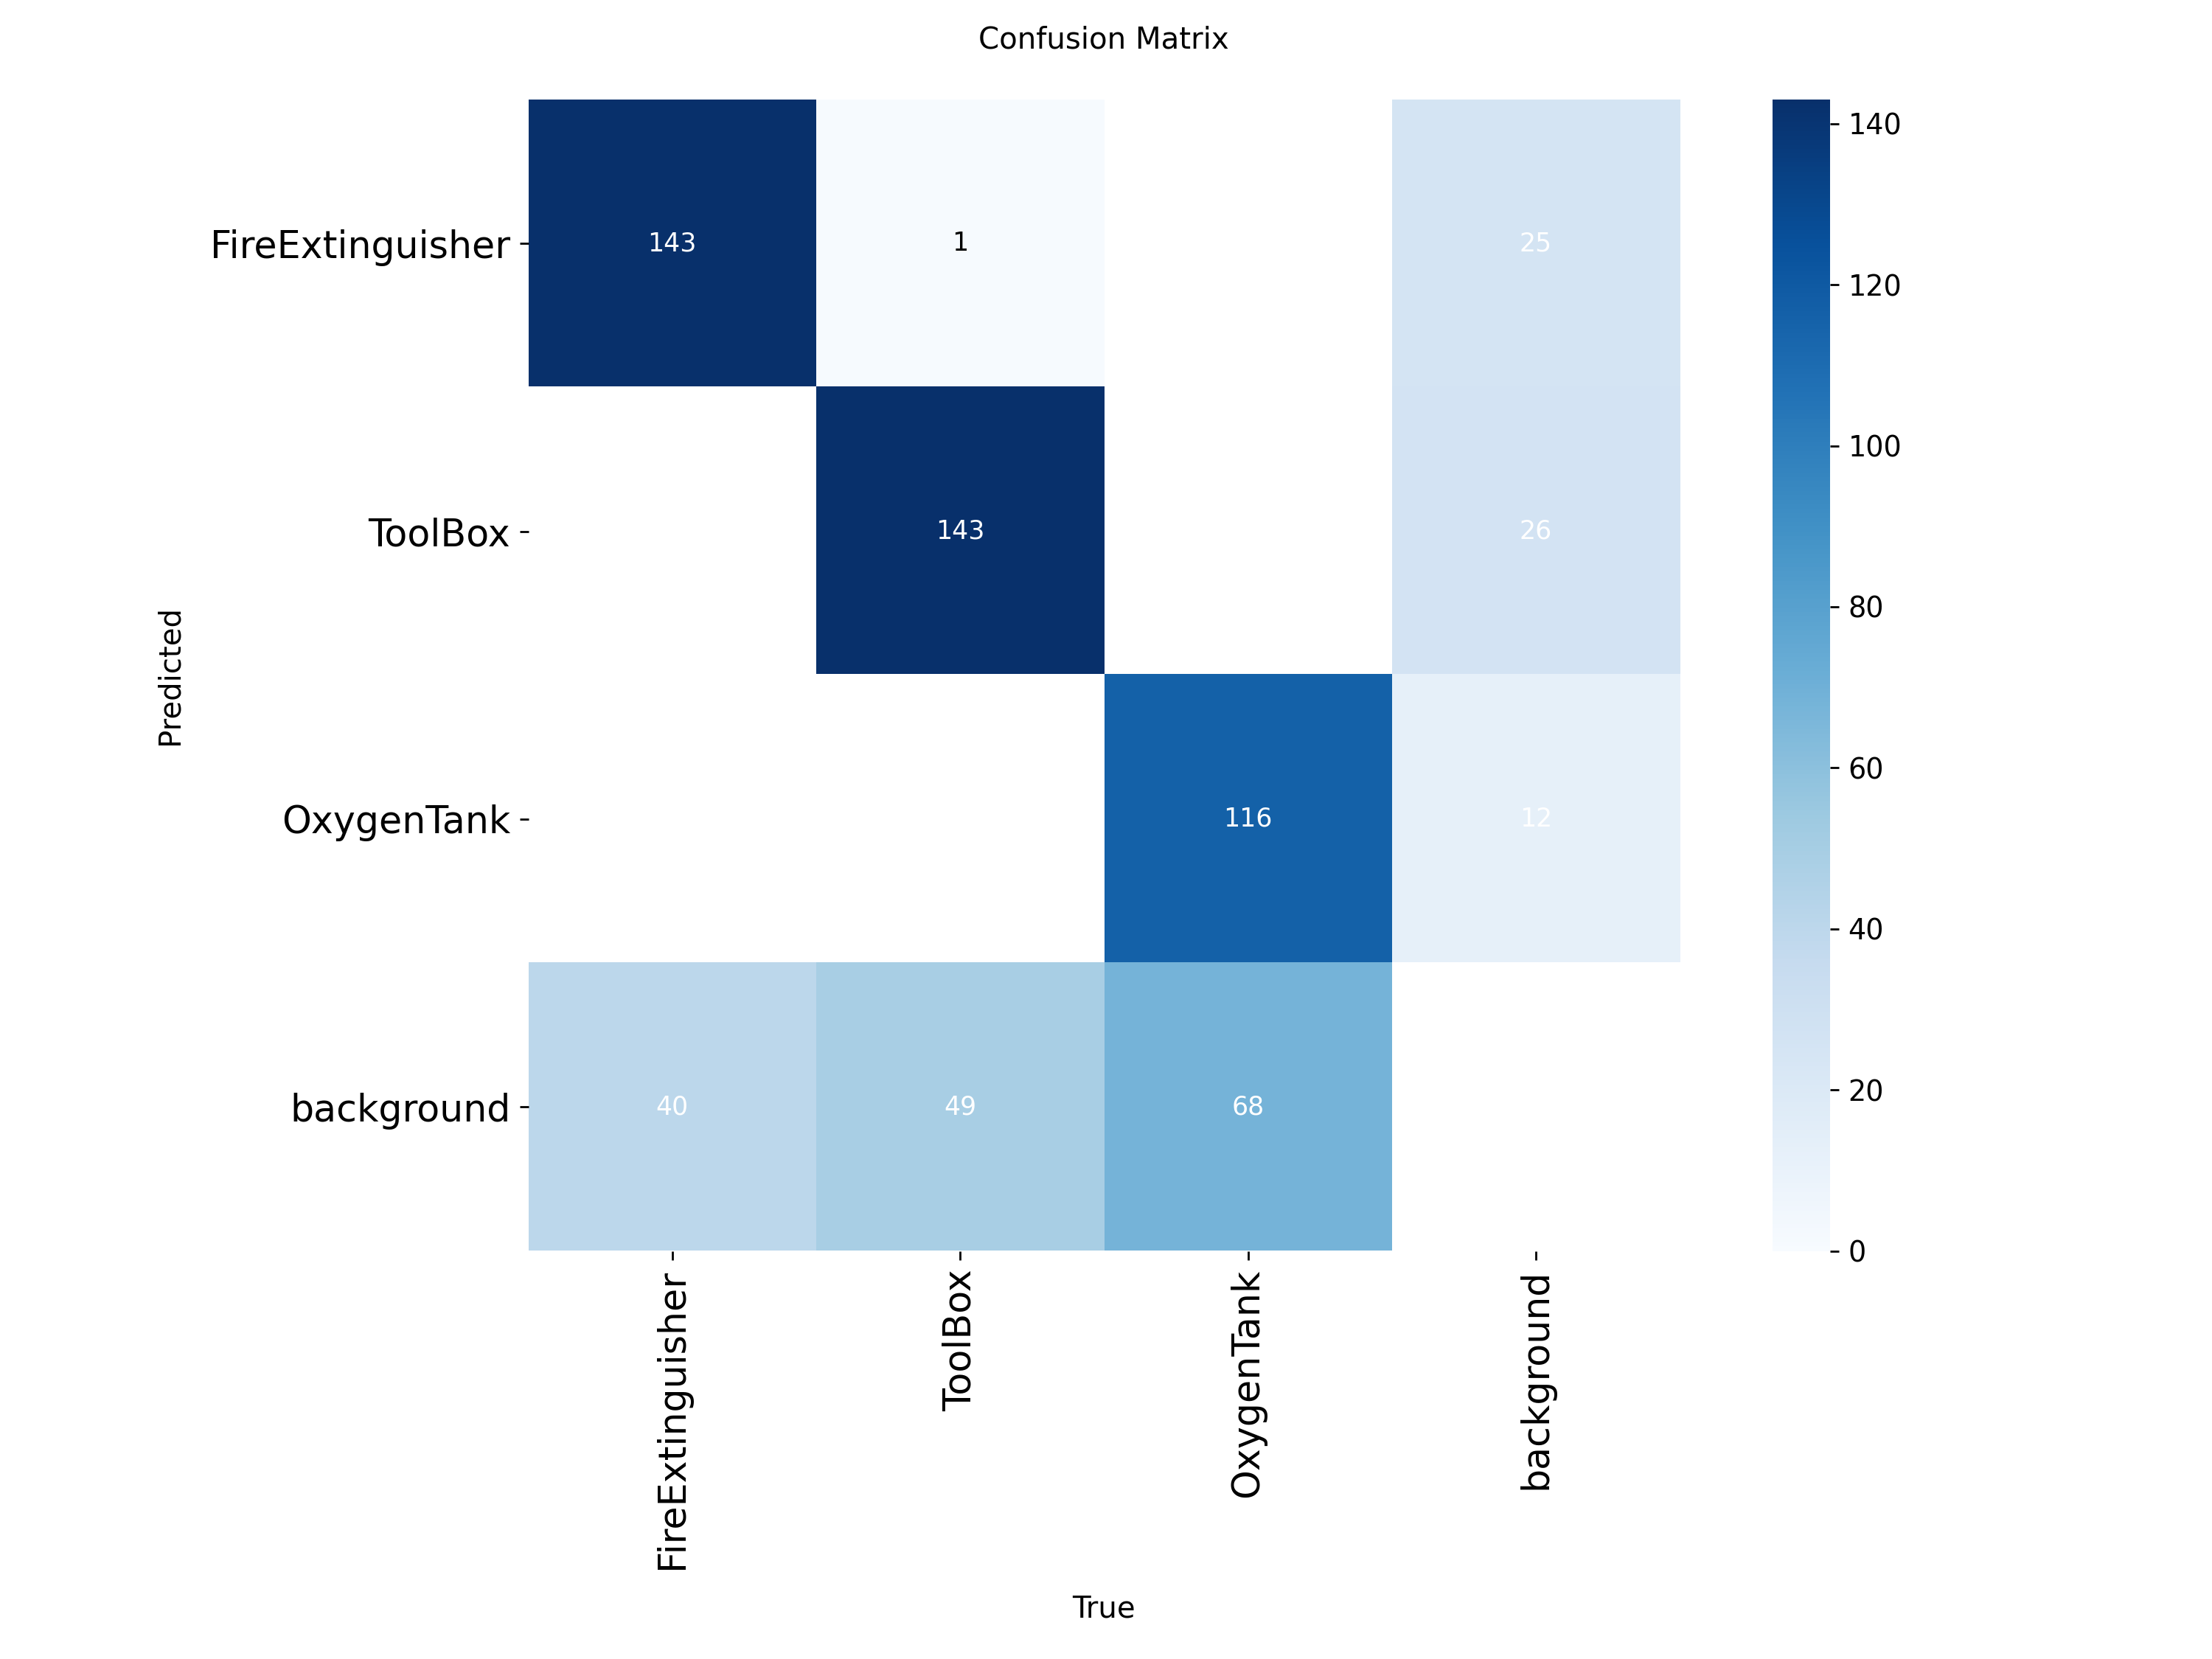 Confusion Matrix
FireExtinguisher
143
1
25
ToolBox
143
26
OxygenTank
116
12
background
40
49
68
FireExtinguisher
ToolBox
OxygenTank
background
Predicted
True
140
120
100
80
60
40
20
0